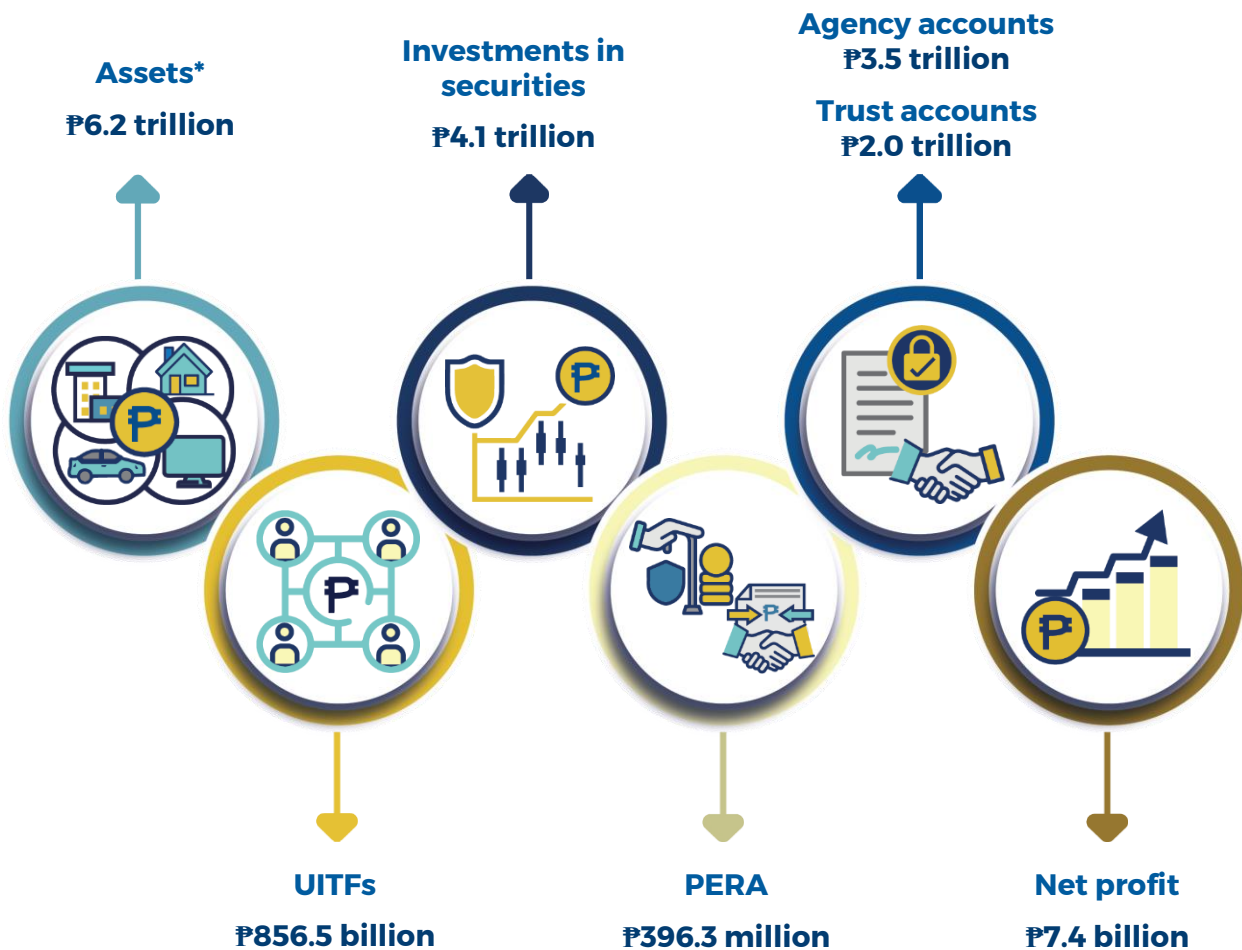 Assets*
₱6.2 trillion
Investments in
securities
₱4.1 trillion
Agency accounts
₱3.5 trillion
Trust accounts
₱2.0 trillion
UITFs
₱856.5 billion
PERA
₱396.3 million
Net profit
₱7.4 billion